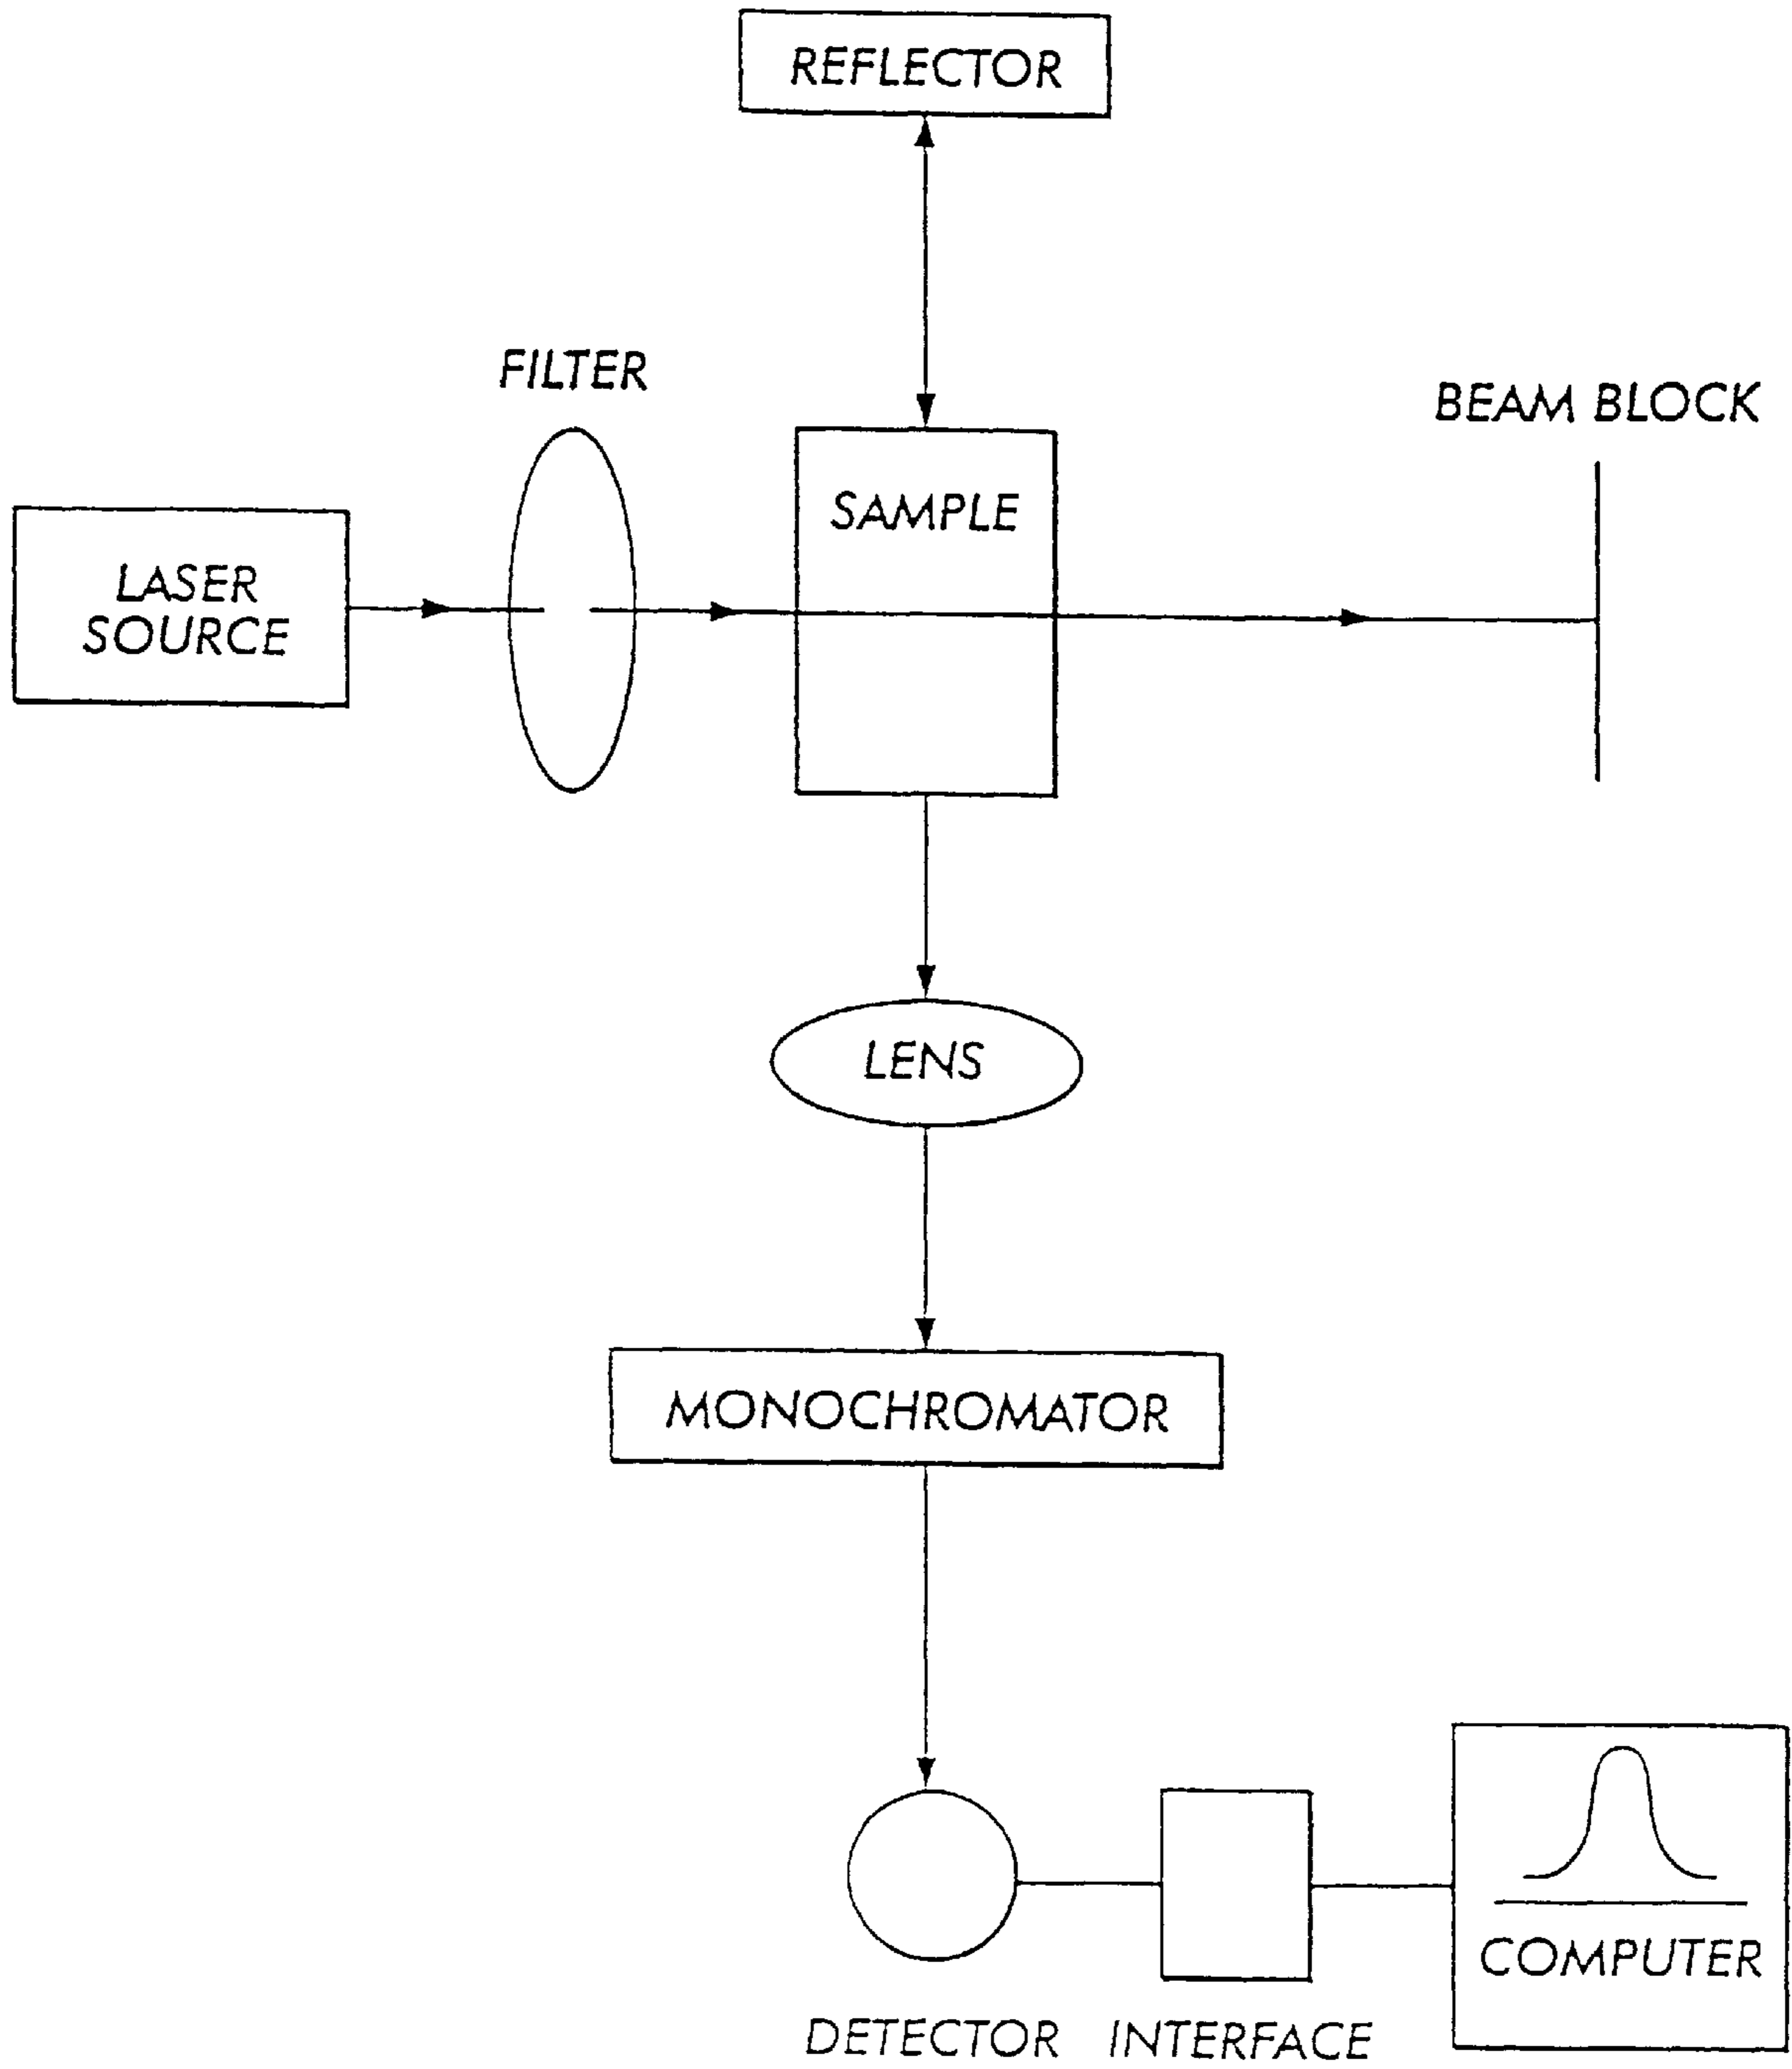 REFLECTOR
FILTER
BEAM BLOCK
SAMPLE
LASER
SOURCE
LENS
MONOCHROMATOR
COMPUTER
DETECTOR
INTERFACE